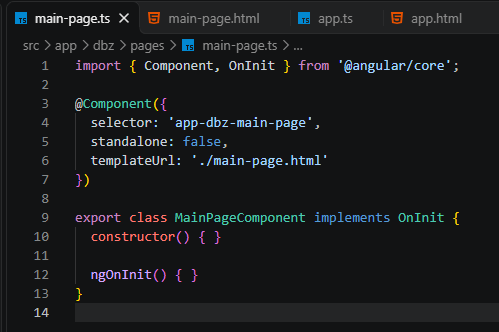 main-page.ts main-page.html app.ts app.html
src > app > dbz > pages > main-page.ts > ...
1 import { Component, OnInit } from '@angular/core';
2
3 @Component({
4   selector: 'app-dbz-main-page',
5   standalone: false,
6   templateUrl: './main-page.html'
7 })
8
9 export class MainPageComponent implements OnInit {
10   constructor() { }
11
12   ngOnInit() { }
13 }
14